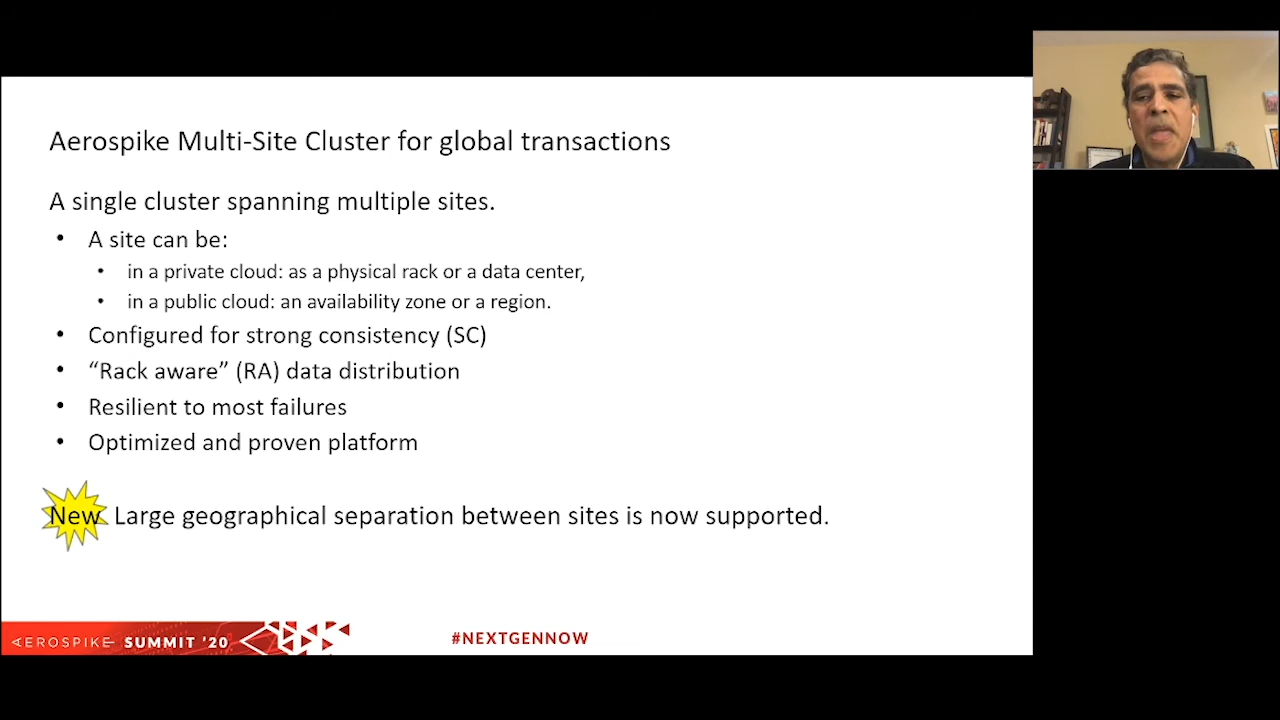 Aerospike Multi-Site Cluster for global transactions
A single cluster spanning multiple sites.
• A site can be:
• in a private cloud: as a physical rack or a data center,
• in a public cloud: an availability zone or a region.
• Configured for strong consistency (SC)
• “Rack aware” (RA) data distribution
• Resilient to most failures
• Optimized and proven platform
New Large geographical separation between sites is now supported.
AEROSPIKE SUMMIT '20
#NEXTGENNOW